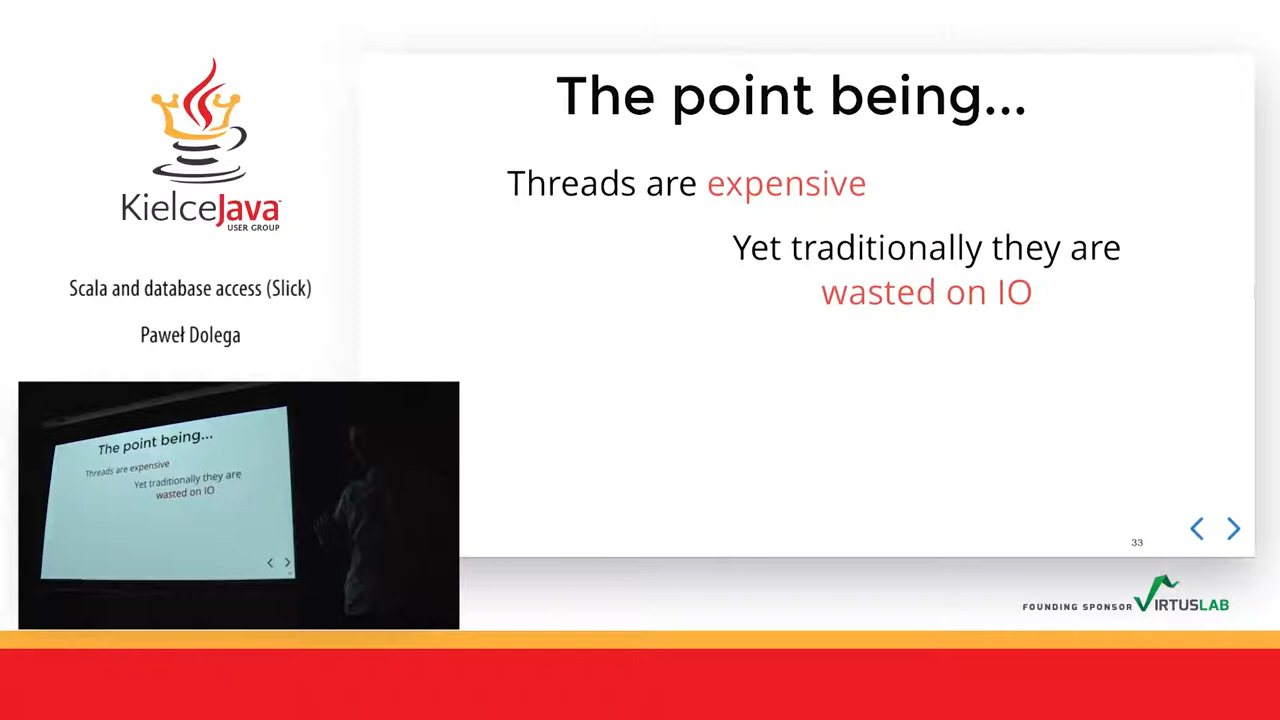 The point being...
Threads are expensive
Yet traditionally they are
wasted on IO
KielceJava
USER GROUP
Scala and database access (Slick)
Paweł Dolega
The point being...
Threads are expensive
Yet traditionally they are
wasted on IO
33
FOUNDING SPONSOR VIRTUSLAB